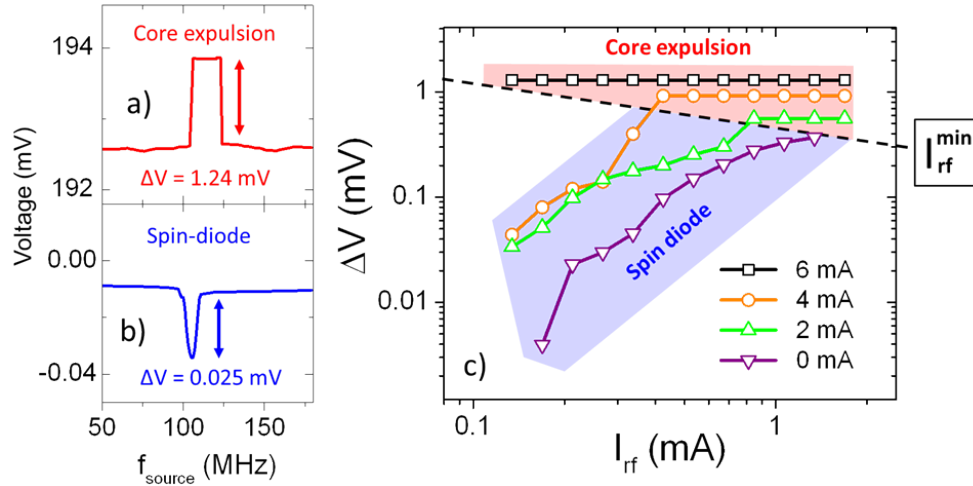 Core expulsion
194
a)
192
ΔV = 1.24 mV
Voltage (mV)
Spin-diode
0.00
b)
-0.04
ΔV = 0.025 mV
50 100 150
f_source (MHz)
Core expulsion
1
0.1
0.01
ΔV (mV)
Spin diode
6 mA
4 mA
2 mA
0 mA
c)
0.1 1
I_rf (mA)
I_rf^min